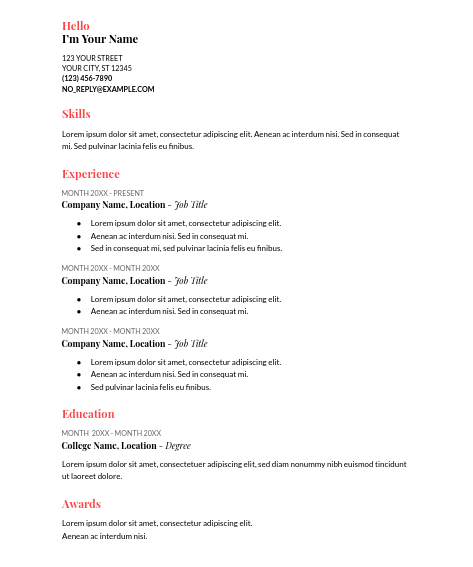 Hello
I'm Your Name
123 YOUR STREET
YOUR CITY, ST 12345
(123) 456-7890
NO_REPLY@EXAMPLE.COM
Skills
Lorem ipsum dolor sit amet, consectetur adipiscing elit. Aenean ac interdum nisi. Sed in consequat
mi. Sed pulvinar lacinia felis eu finibus.
Experience
MONTH 20XX - PRESENT
Company Name, Location - Job Title
● Lorem ipsum dolor sit amet, consectetur adipiscing elit.
● Aenean ac interdum nisi. Sed in consequat mi.
● Sed in consequat mi, sed pulvinar lacinia felis eu finibus.
MONTH 20XX - MONTH 20XX
Company Name, Location - Job Title
● Lorem ipsum dolor sit amet, consectetur adipiscing elit.
● Aenean ac interdum nisi. Sed in consequat mi.
MONTH 20XX - MONTH 20XX
Company Name, Location - Job Title
● Lorem ipsum dolor sit amet, consectetur adipiscing elit.
● Aenean ac interdum nisi. Sed in consequat mi.
● Sed pulvinar lacinia felis eu finibus.
Education
MONTH 20XX - MONTH 20XX
College Name, Location - Degree
Lorem ipsum dolor sit amet, consectetuer adipiscing elit, sed diam nonummy nibh euismod tincidunt
ut laoreet dolore.
Awards
Lorem ipsum dolor sit amet, consectetur adipiscing elit.
Aenean ac interdum nisi.